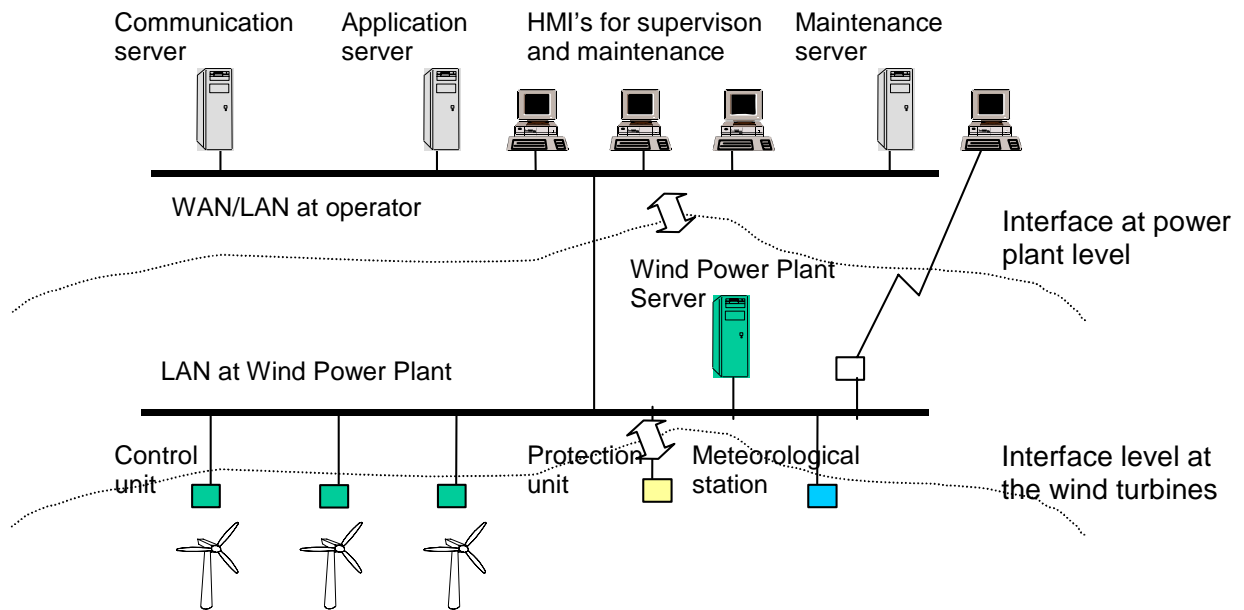 Communication
server
Application
server
HMI's for supervison
and maintenance
Maintenance
server
WAN/LAN at operator
Interface at power
plant level
Wind Power Plant
Server
LAN at Wind Power Plant
Control
unit
Protection
unit
Meteorological
station
Interface level at
the wind turbines